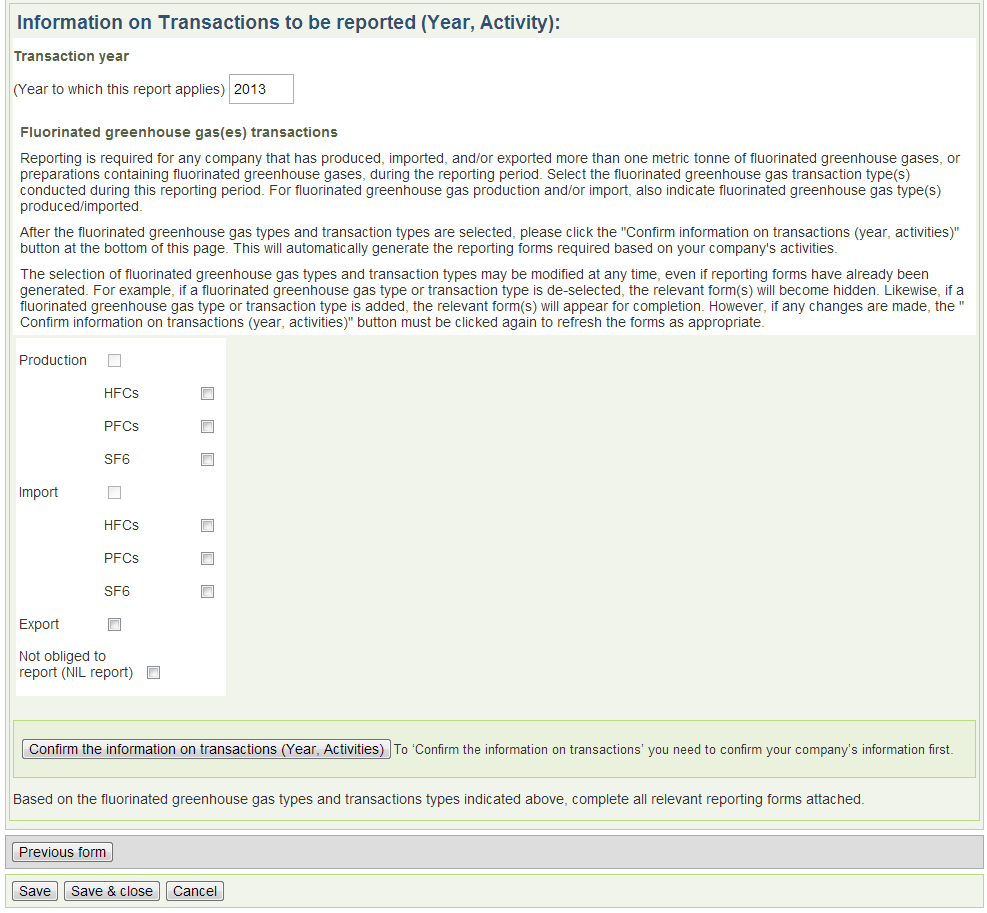 Information on Transactions to be reported (Year, Activity):
Transaction year
(Year to which this report applies) 2013
Fluorinated greenhouse gas(es) transactions
Reporting is required for any company that has produced, imported, and/or exported more than one metric tonne of fluorinated greenhouse gases, or
preparations containing fluorinated greenhouse gases, during the reporting period. Select the fluorinated greenhouse gas transaction type(s)
conducted during this reporting period. For fluorinated greenhouse gas production and/or import, also indicate fluorinated greenhouse gas type(s)
produced/imported.
After the fluorinated greenhouse gas types and transaction types are selected, please click the "Confirm information on transactions (year, activities)"
button at the bottom of this page. This will automatically generate the reporting forms required based on your company's activities.
The selection of fluorinated greenhouse gas types and transaction types may be modified at any time, even if reporting forms have already been
generated. For example, if a fluorinated greenhouse gas type or transaction type is de-selected, the relevant form(s) will become hidden. Likewise, if a
fluorinated greenhouse gas type or transaction type is added, the relevant form(s) will appear for completion. However, if any changes are made, the "
Confirm information on transactions (year, activities)" button must be clicked again to refresh the forms as appropriate.
Production
HFCs
PFCs
SF6
Import
HFCs
PFCs
SF6
Export
Not obliged to
report (NIL report)
Confirm the information on transactions (Year, Activities) To ‘Confirm the information on transactions’ you need to confirm your company’s information first.
Based on the fluorinated greenhouse gas types and transactions types indicated above, complete all relevant reporting forms attached.
Previous form
Save Save & close Cancel